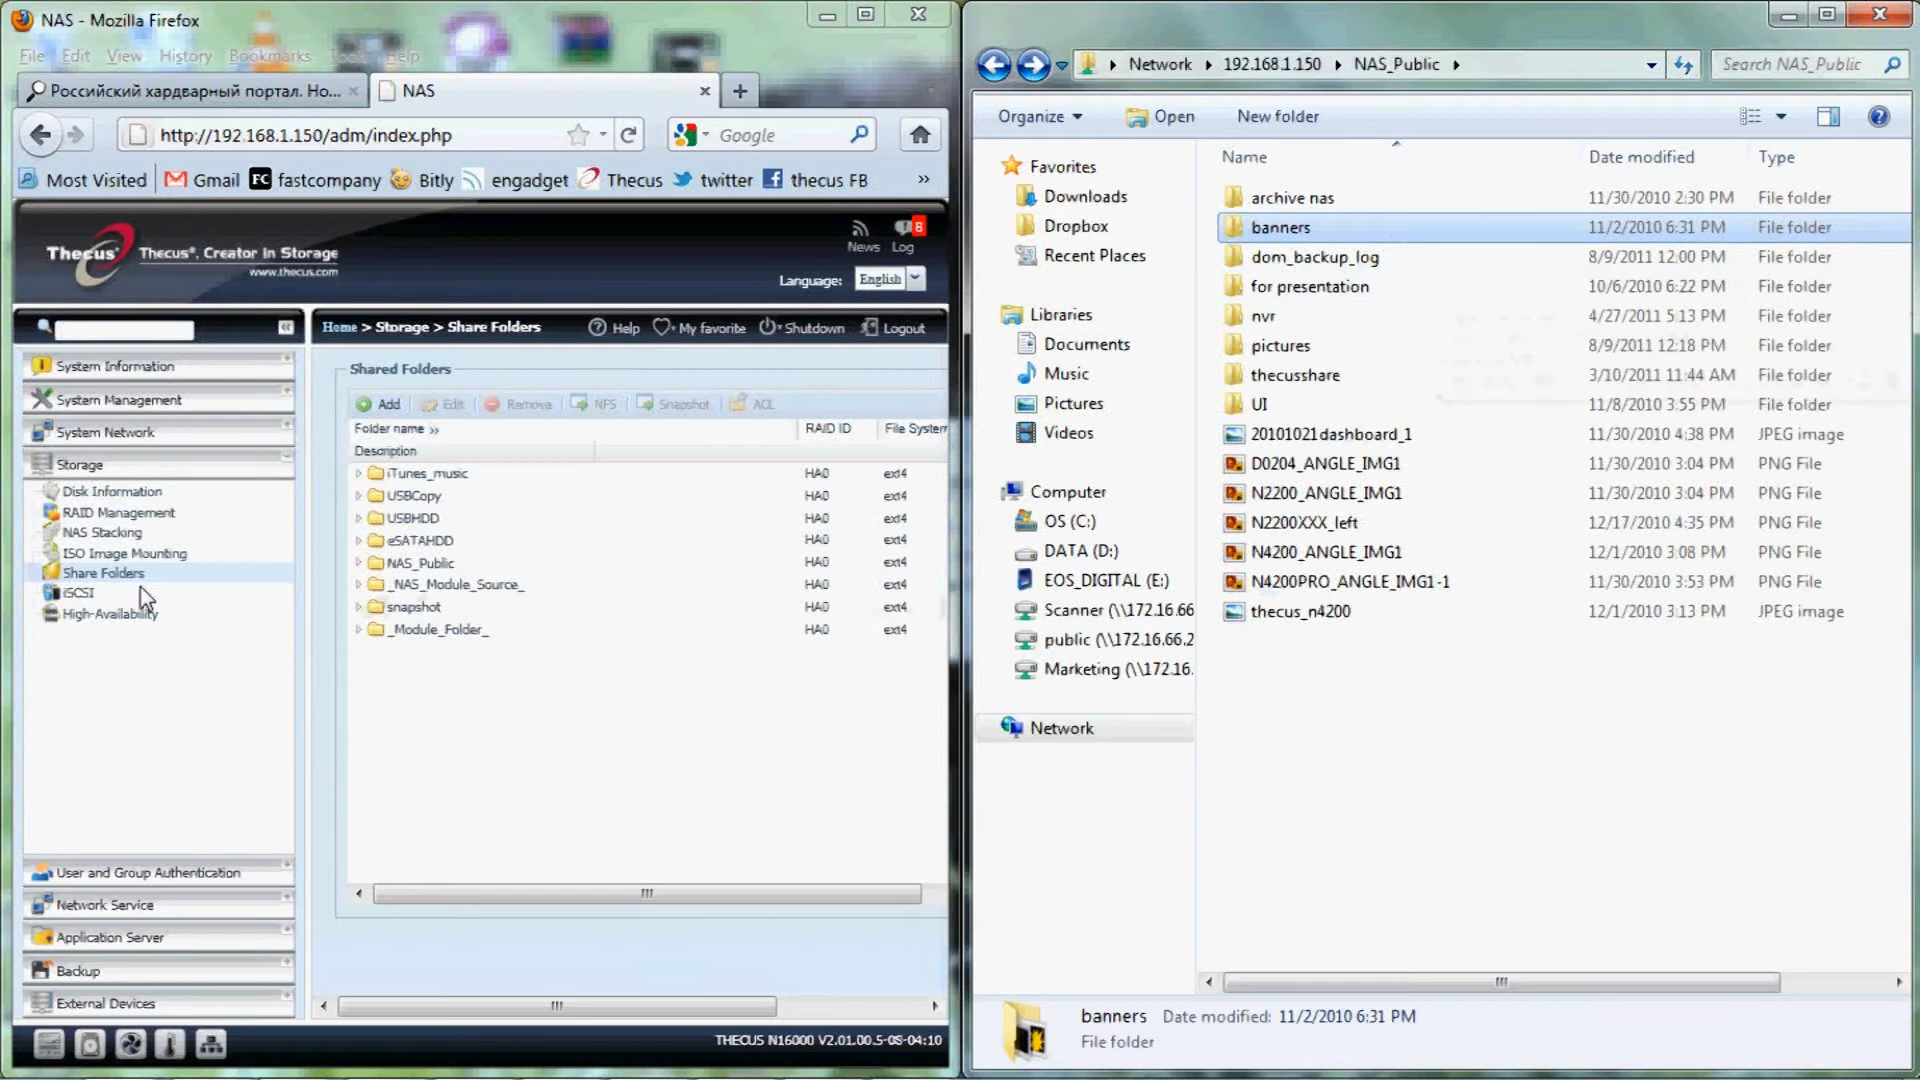 NAS - Mozilla Firefox
File Edit View History Bookmarks Tools Help
Российский хардварный портал. Но...
NAS
http://192.168.1.150/adm/index.php
Google
Most Visited
Gmail
fastcompany
Bitly
engadget
Thecus
twitter
thecus FB
»
Thecus
Thecus®, Creator in Storage
www.thecus.com
News
Log
8
Language: English
Home > Storage > Share Folders
Help
My favorite
Shutdown
Logout
System Information
System Management
System Network
Storage
Disk Information
RAID Management
NAS Stacking
ISO Image Mounting
Share Folders
iSCSI
High-Availability
User and Group Authentication
Network Service
Application Server
Backup
External Devices
Shared Folders
Add Edit Remove NFS Snapshot ACL
Folder name » RAID ID File System
Description
iTunes_music HA0 ext4
USBCopy HA0 ext4
USBHDD HA0 ext4
eSATAHDD HA0 ext4
NAS_Public HA0 ext4
_NAS_Module_Source_ HA0 ext4
snapshot HA0 ext4
_Module_Folder_ HA0 ext4
THECUS N16000 V2.01.00.5-08-04:10
Network 192.168.1.150 NAS_Public
Search NAS_Public
Organize
Open
New folder
Favorites
Downloads
Dropbox
Recent Places
Libraries
Documents
Music
Pictures
Videos
Computer
OS (C:)
DATA (D:)
EOS_DIGITAL (E:)
Scanner (\\172.16.66
public (\\172.16.66.2
Marketing (\\172.16.
Network
Name Date modified Type
archive nas 11/30/2010 2:30 PM File folder
banners 11/2/2010 6:31 PM File folder
dom_backup_log 8/9/2011 12:00 PM File folder
for presentation 10/6/2010 6:22 PM File folder
nvr 4/27/2011 5:13 PM File folder
pictures 8/9/2011 12:18 PM File folder
thecusshare 3/10/2011 11:44 AM File folder
UI 11/8/2010 3:55 PM File folder
20101021dashboard_1 11/30/2010 4:38 PM JPEG image
D0204_ANGLE_IMG1 11/30/2010 3:04 PM PNG File
N2200_ANGLE_IMG1 11/30/2010 3:04 PM PNG File
N2200XXX_left 12/17/2010 4:35 PM PNG File
N4200_ANGLE_IMG1 12/1/2010 3:08 PM PNG File
N4200PRO_ANGLE_IMG1-1 11/30/2010 3:53 PM PNG File
thecus_n4200 12/1/2010 3:13 PM JPEG image
banners Date modified: 11/2/2010 6:31 PM
File folder